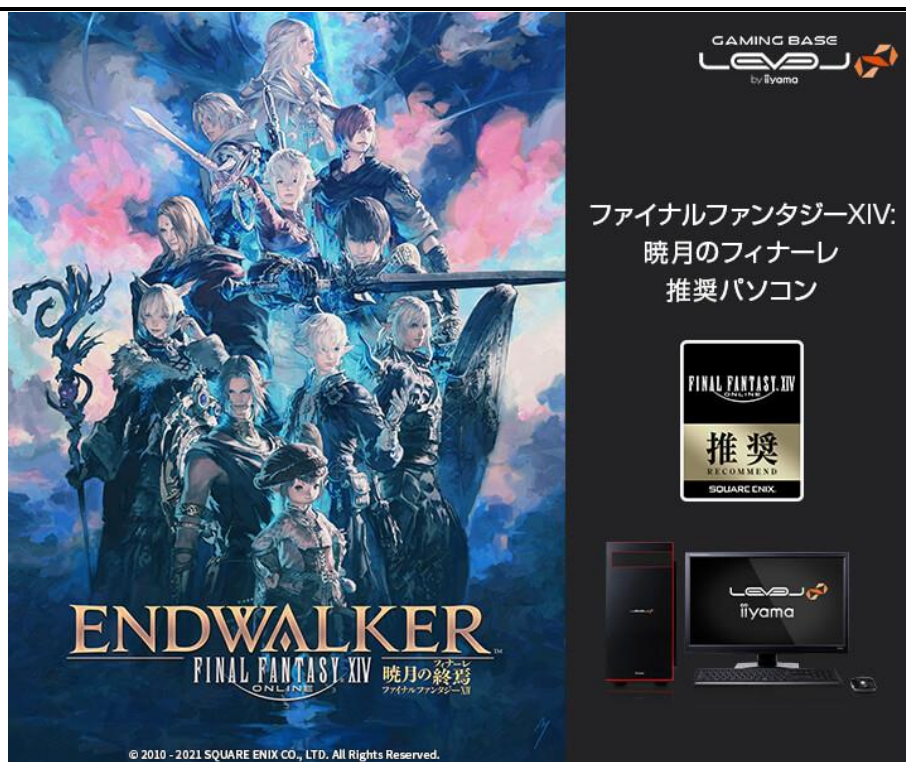 GAMING BASE
LEVEL
by iiyama
ファイナルファンタジーXIV:
暁月のフィナーレ
推奨パソコン
FINAL FANTASY XIV
ONLINE
推奨
RECOMMEND
SQUARE ENIX.
LEVEL
iiyama
ENDWALKER™
FINAL FANTASY XIV
ONLINE
フィナーレ
暁月の終焉
ファイナルファンタジーXIV
© 2010 - 2021 SQUARE ENIX CO., LTD. All Rights Reserved.